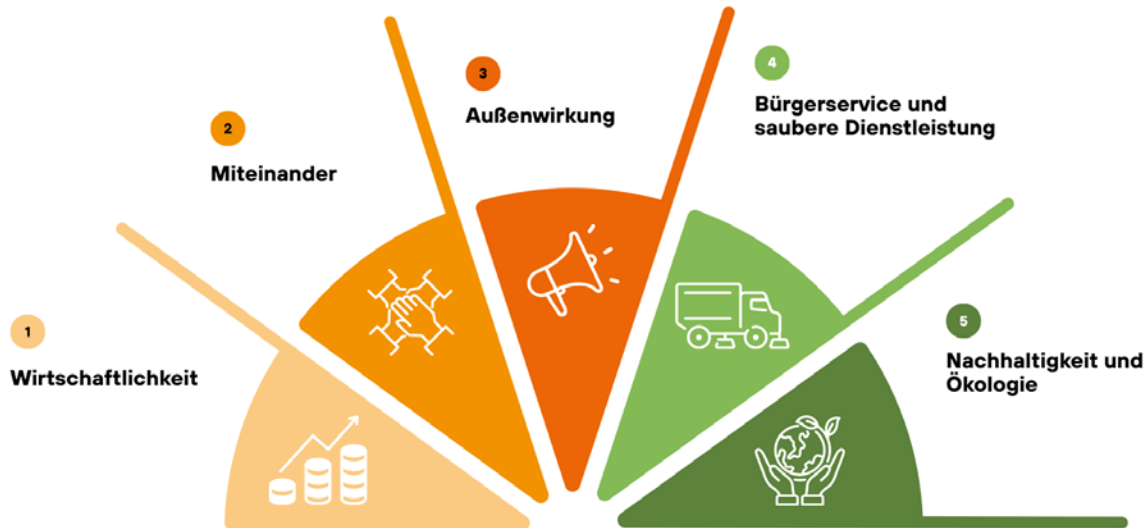 1
Wirtschaftlichkeit
2
Miteinander
3
Außenwirkung
4
Bürgerservice und
saubere Dienstleistung
5
Nachhaltigkeit und
Ökologie